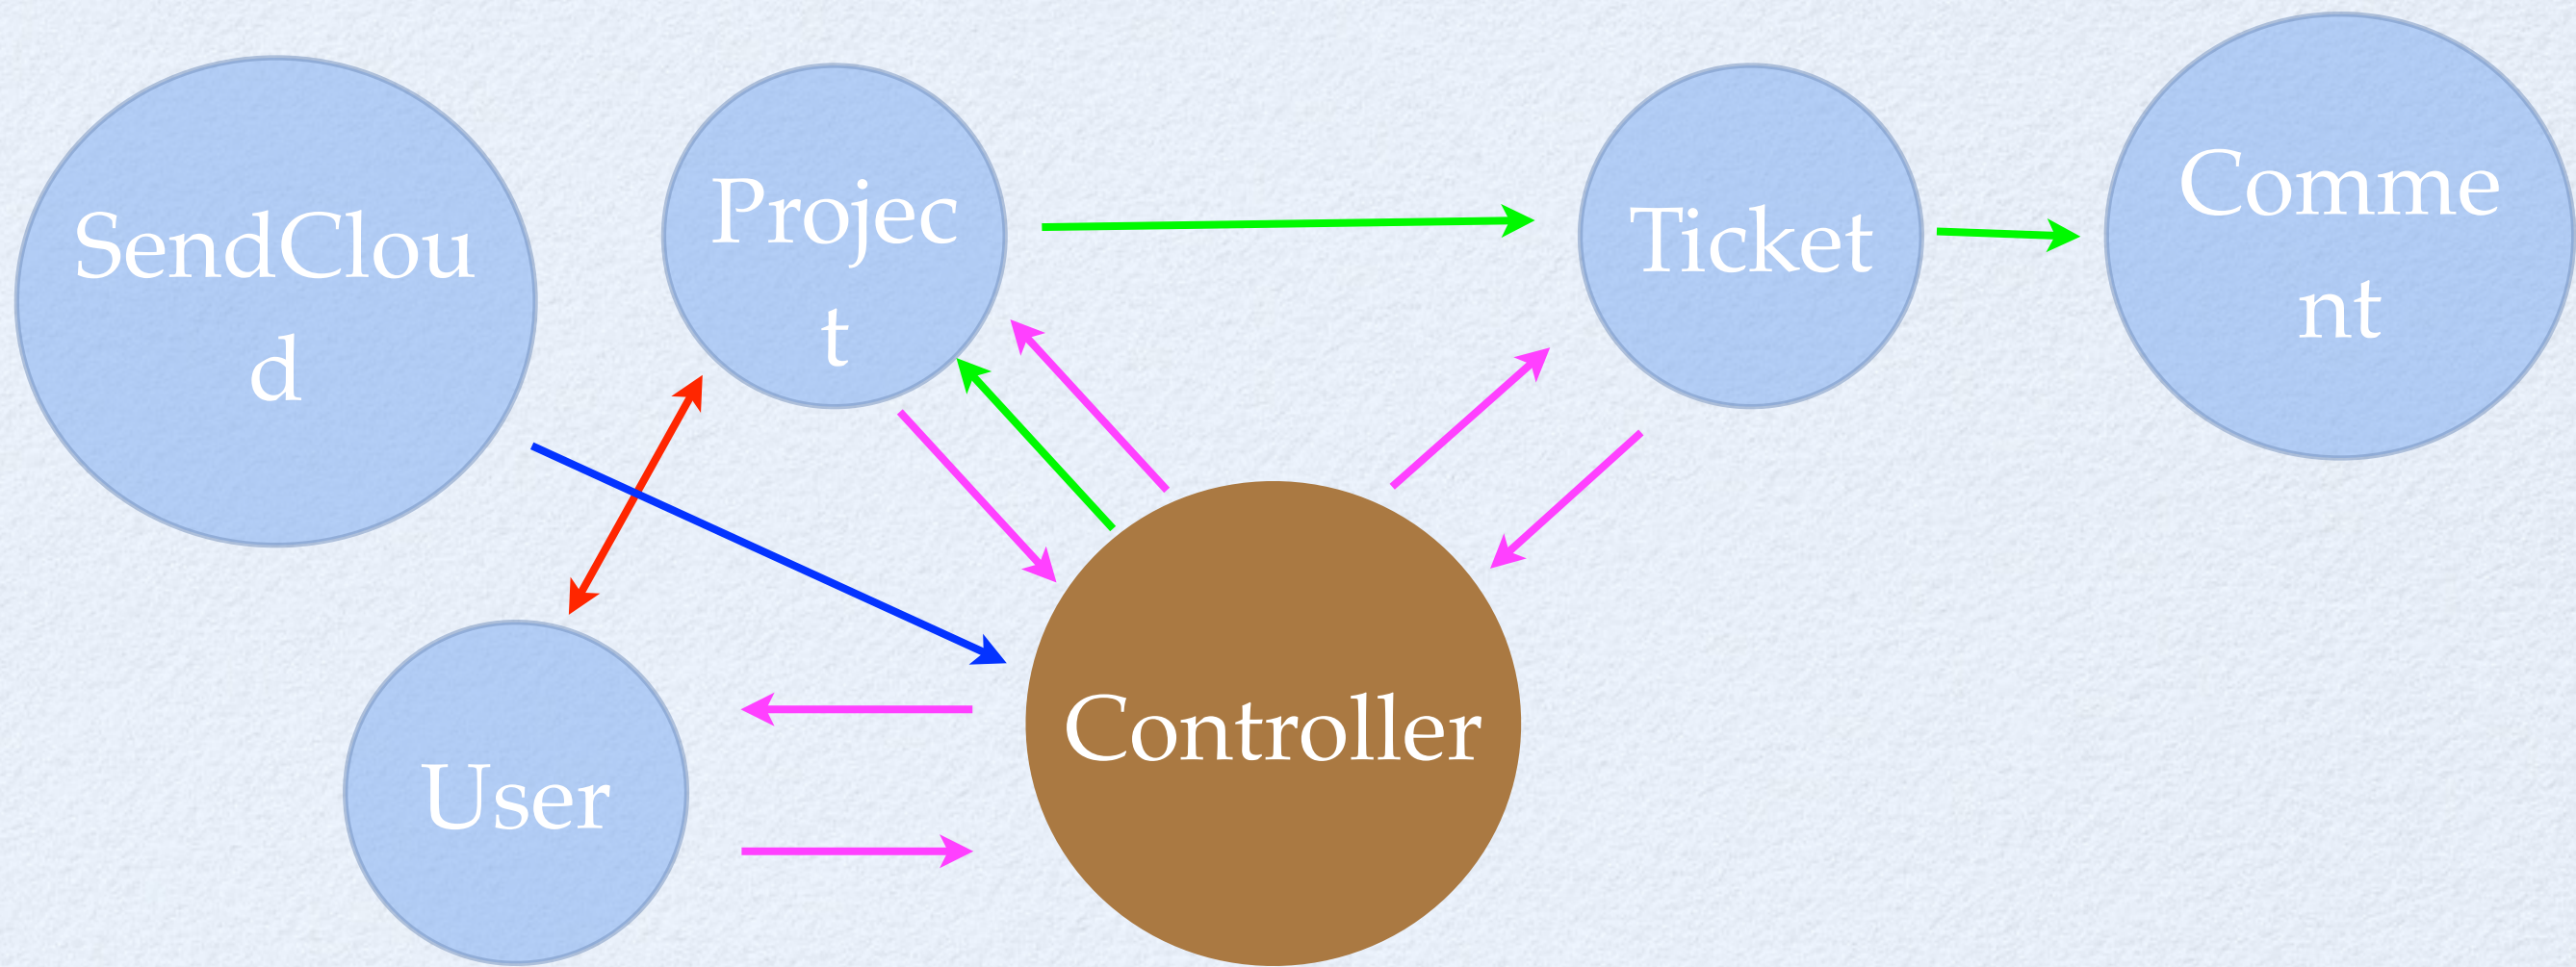 SendClou
d
Projec
t
Ticket
Comme
nt
User
Controller